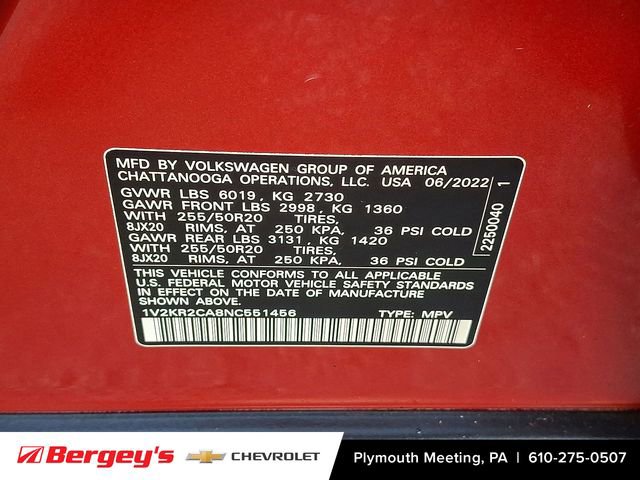 MFD BY VOLKSWAGEN GROUP OF AMERICA
CHATTANOOGA OPERATIONS, LLC. USA 06/2022
GVWR LBS 6019, KG 2730
GAWR FRONT LBS 2998, KG 1360
WITH 255/50R20 TIRES,
8JX20 RIMS, AT 250 KPA, 36 PSI COLD
GAWR REAR LBS 3131, KG 1420
WITH 255/50R20 TIRES,
8JX20 RIMS, AT 250 KPA, 36 PSI COLD
THIS VEHICLE CONFORMS TO ALL APPLICABLE
U.S. FEDERAL MOTOR VEHICLE SAFETY STANDARDS
IN EFFECT ON THE DATE OF MANUFACTURE
SHOWN ABOVE.
1V2KR2CA8NC551456 TYPE: MPV
2250040 1
Bergey's CHEVROLET Plymouth Meeting, PA | 610-275-0507